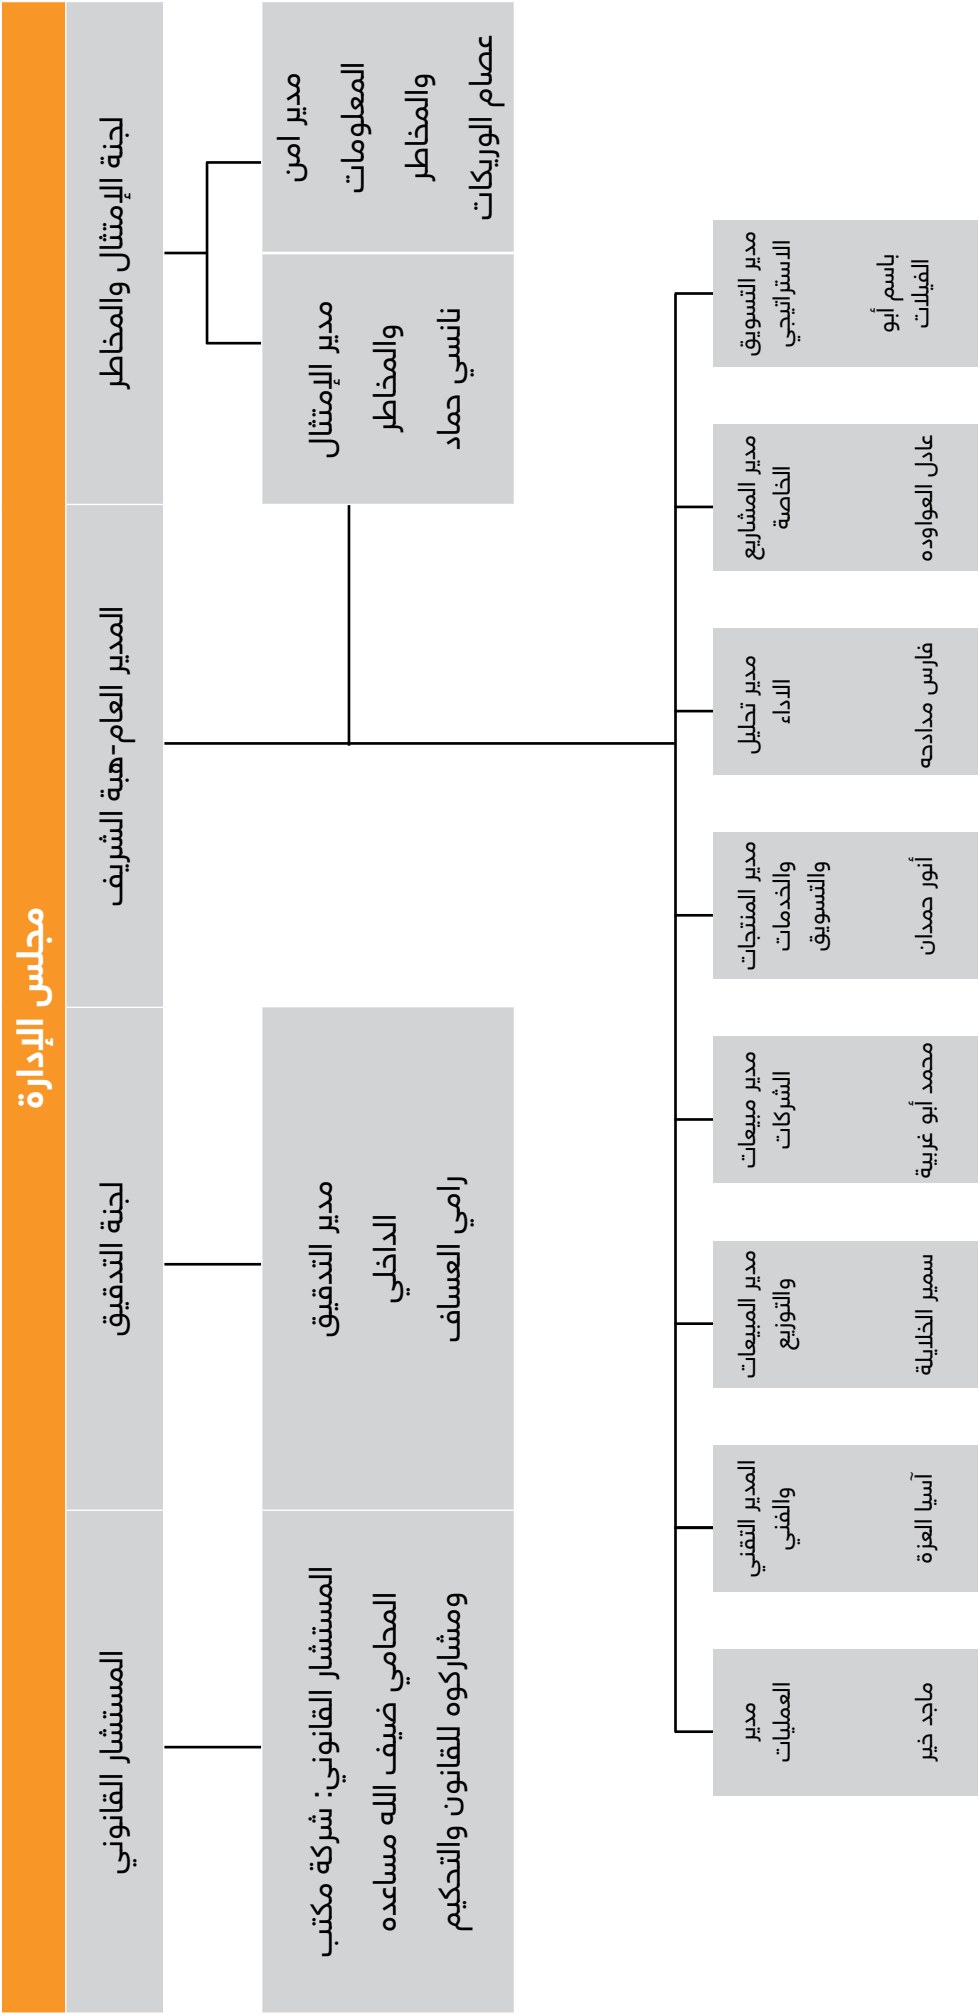 مجلس الإدارة
لجنة الإمتثال والمخاطر
المدير العام-هبة الشريف
لجنة التدقيق
المستشار القانوني
مدير امن
المعلومات
والمخاطر
عصام الوريكات
مدير الإمتثال
والمخاطر
نانسي حماد
مدير التدقيق
الداخلي
رامي العساف
المستشار القانوني: شركة مكتب
المحامي ضيف الله مساعده
ومشاركوه للقانون والتحكيم
مدير التسويق
الاستراتيجي
باسم أبو
الفيلات
مدير المشاريع
الخاصة
عادل العواوده
مدير تحليل
الاداء
فارس مدادحه
مدير المنتجات
والخدمات
والتسويق
أنور حمدان
مدير مبيعات
الشركات
محمد أبو غربية
مدير المبيعات
والتوزيع
سمير الخلايلة
المدير التقني
والفني
آسيا العزة
مدير
العمليات
ماجد خير